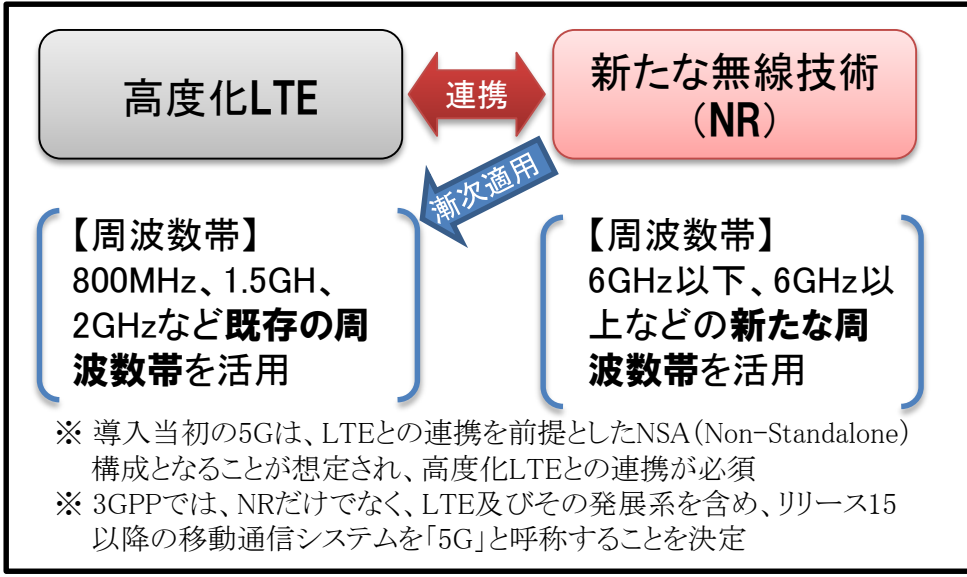 高度化LTE
連携
新たな無線技術
(NR)
漸次適用
【周波数帯】
800MHz、1.5GH、
2GHzなど既存の周
波数帯を活用
【周波数帯】
6GHz以下、6GHz以
上などの新たな周
波数帯を活用
※ 導入当初の5Gは、LTEとの連携を前提としたNSA(Non-Standalone)
構成となることが想定され、高度化LTEとの連携が必須
※ 3GPPでは、NRだけでなく、LTE及びその発展系を含め、リリース15
以降の移動通信システムを「5G」と呼称することを決定